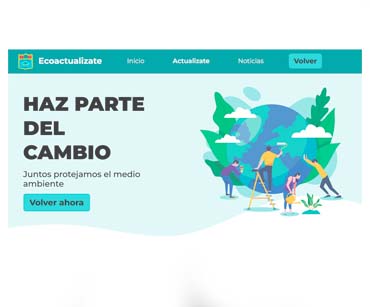 Ecoactualizate Inicio Actualizate Noticias Volver
HAZ PARTE
DEL
CAMBIO
Juntos protejamos el medio
ambiente
Volver ahora